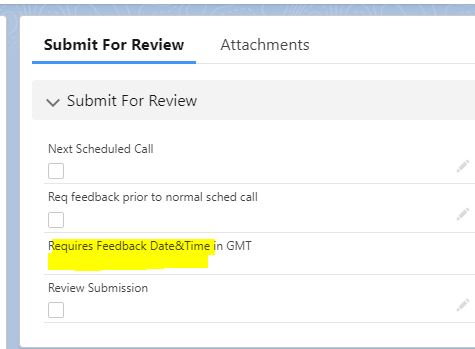 Submit For Review Attachments
Submit For Review
Next Scheduled Call
Req feedback prior to normal sched call
Requires Feedback Date&Time in GMT
Review Submission